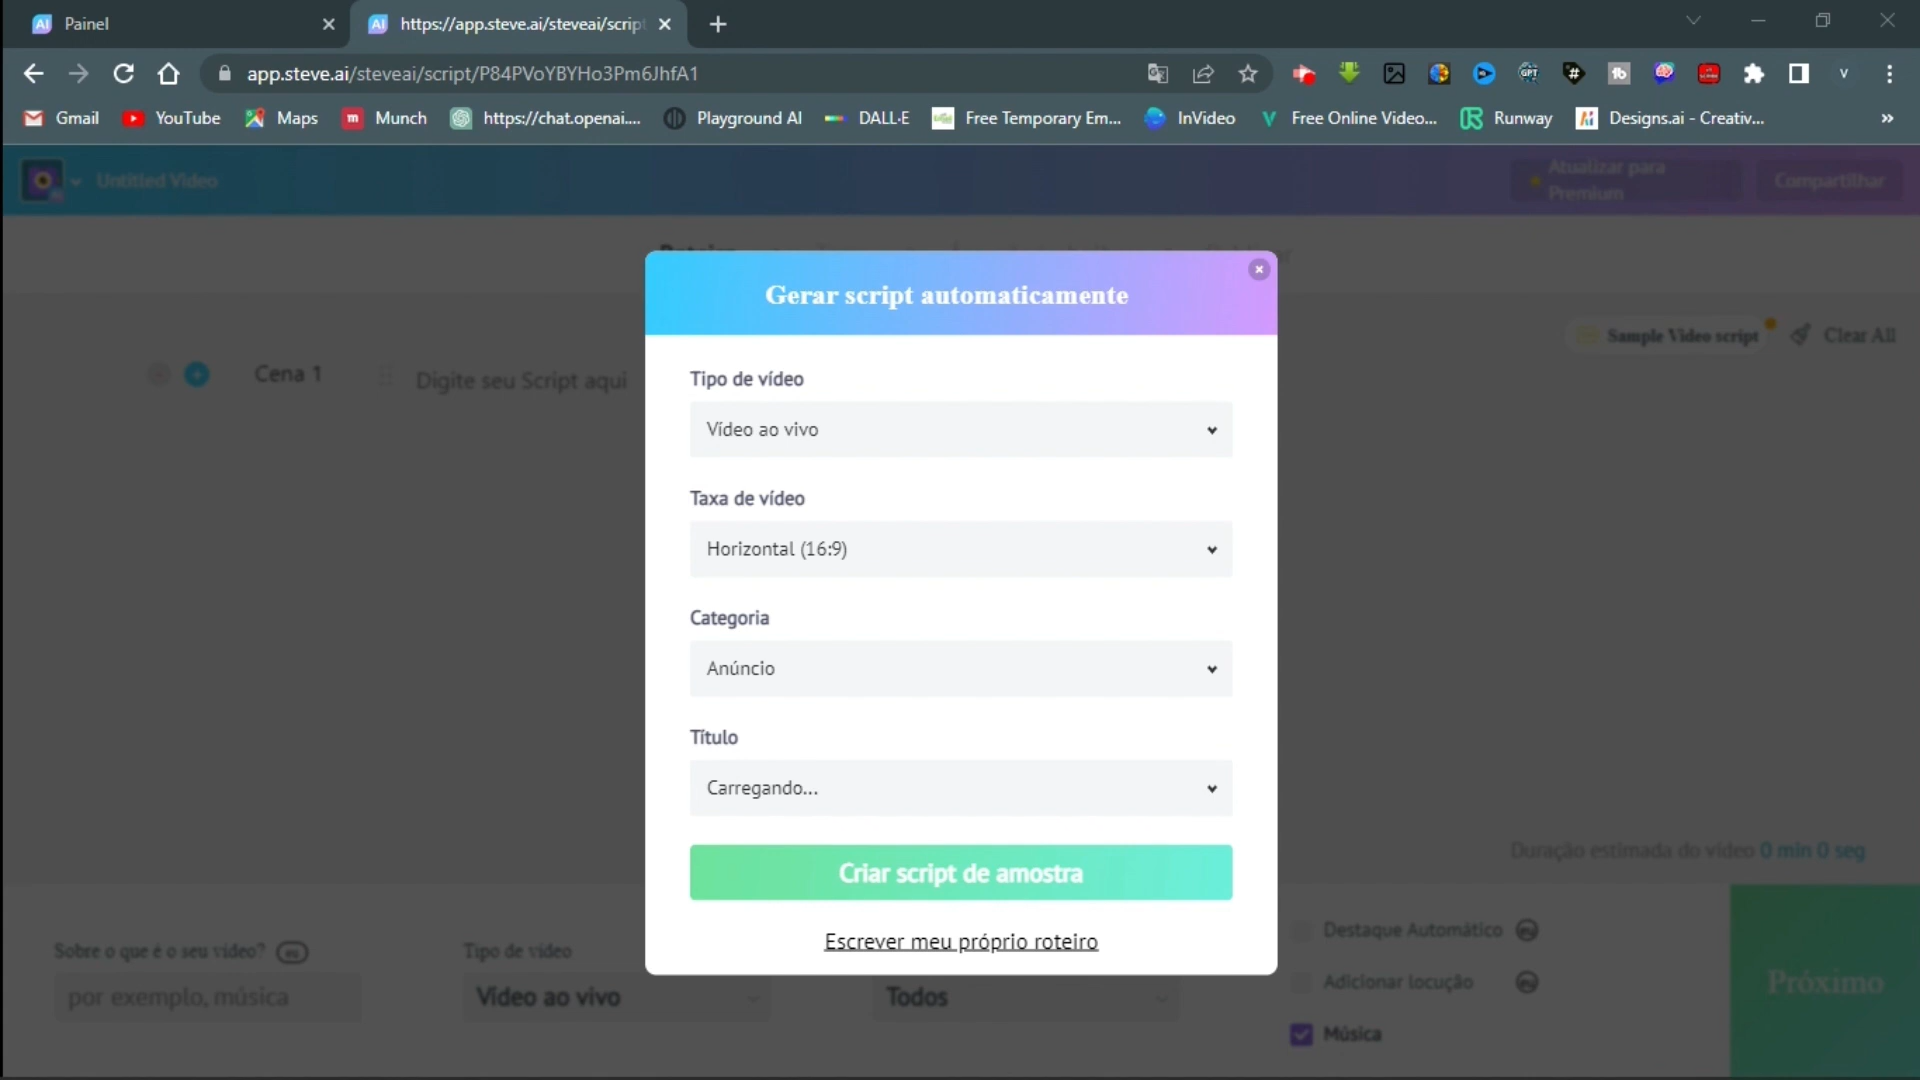 Painel
https://app.steve.ai/steveai/scrip
app.steve.ai/steveai/script/P84PVoYBYHo3Pm6JhfA1
Gmail YouTube Maps Munch https://chat.openai.... Playground AI DALL·E Free Temporary Em... InVideo Free Online Video... Runway Designs.ai - Creativ... »
Untitled Video
Atualizar para
Premium
Compartilhar
Gerar script automaticamente
Sample Video script
Clear All
Cena 1
Digite seu Script aqui
Tipo de vídeo
Vídeo ao vivo
Taxa de vídeo
Horizontal (16:9)
Categoria
Anúncio
Título
Carregando...
Criar script de amostra
Escrever meu próprio roteiro
Duração estimada do vídeo 0 min 0 seg
Sobre o que é o seu vídeo?
por exemplo, música
Tipo de vídeo
Vídeo ao vivo
Todos
Destaque Automático
Adicionar locução
Música
Próximo